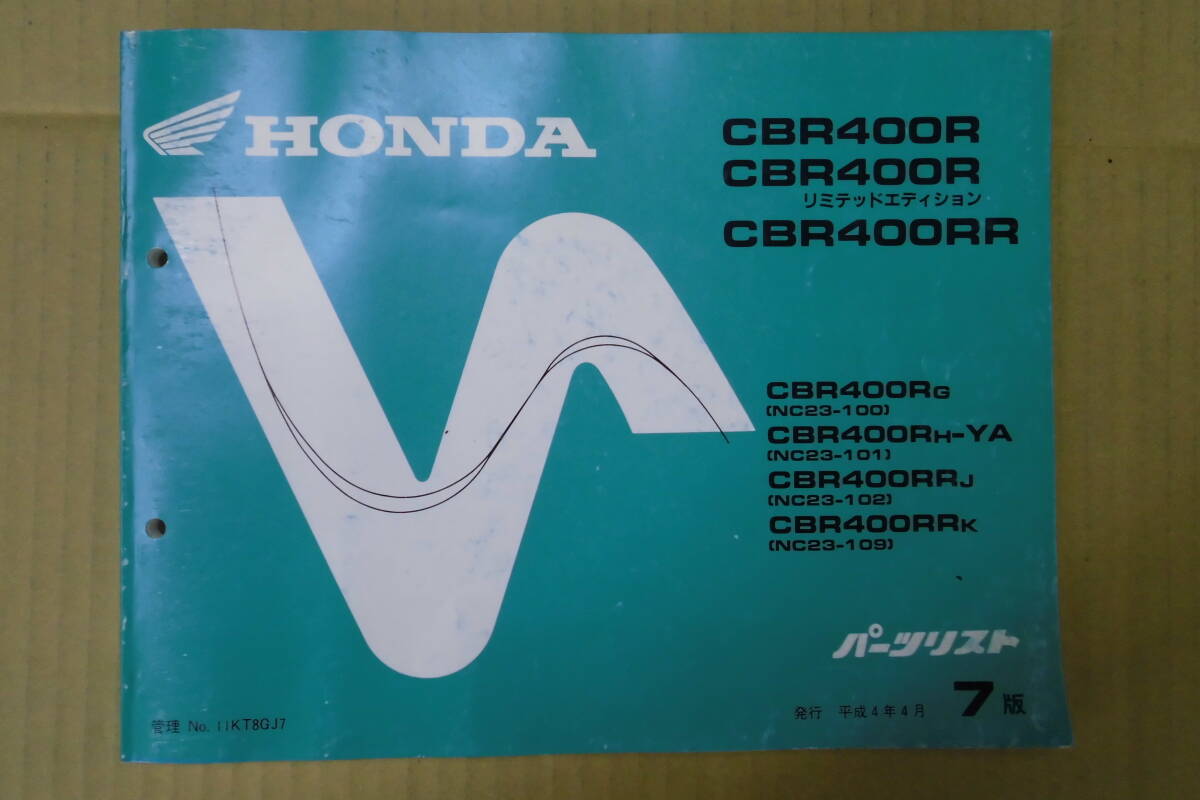 HONDA
CBR400R
CBR400R
リミテッドエディション
CBR400RR
CBR400RG
(NC23-100)
CBR400RH-YA
(NC23-101)
CBR400RRJ
(NC23-102)
CBR400RRK
(NC23-109)
パーツリスト
発行 平成4年4月 7版
管理 No. 11KT8GJ7